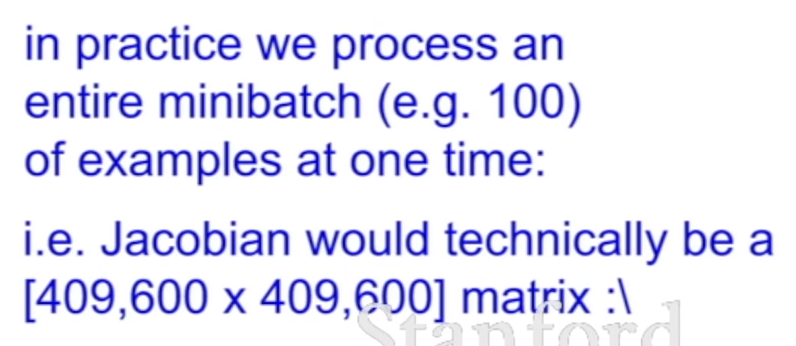 in practice we process an
entire minibatch (e.g. 100)
of examples at one time:
i.e. Jacobian would technically be a
[409,600 x 409,600] matrix :\
Stanford